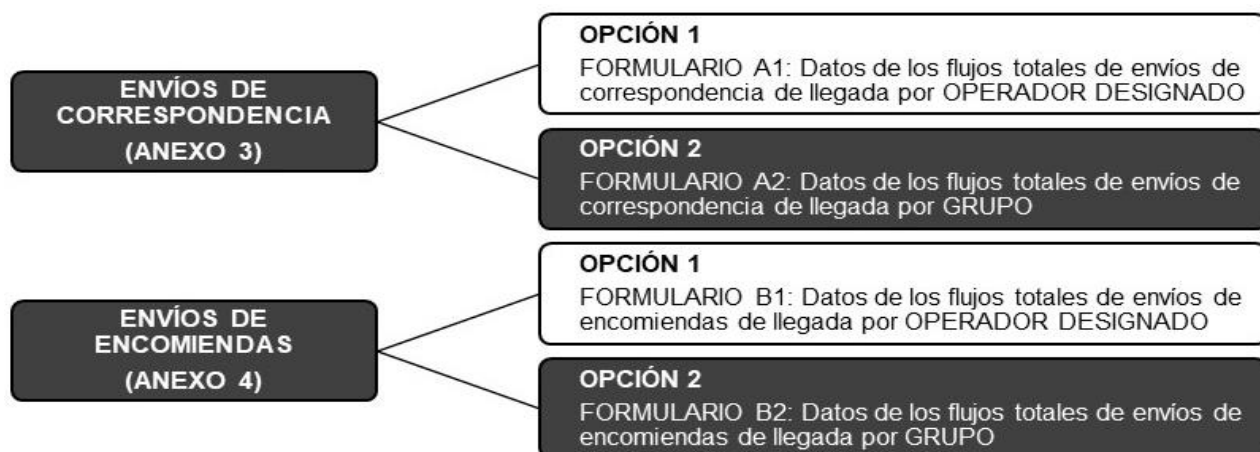 ENVÍOS DE
CORRESPONDENCIA
(ANEXO 3)
OPCIÓN 1
FORMULARIO A1: Datos de los flujos totales de envíos de
correspondencia de llegada por OPERADOR DESIGNADO
OPCIÓN 2
FORMULARIO A2: Datos de los flujos totales de envíos de
correspondencia de llegada por GRUPO
ENVÍOS DE
ENCOMIENDAS
(ANEXO 4)
OPCIÓN 1
FORMULARIO B1: Datos de los flujos totales de envíos de
encomiendas de llegada por OPERADOR DESIGNADO
OPCIÓN 2
FORMULARIO B2: Datos de los flujos totales de envíos de
encomiendas de llegada por GRUPO